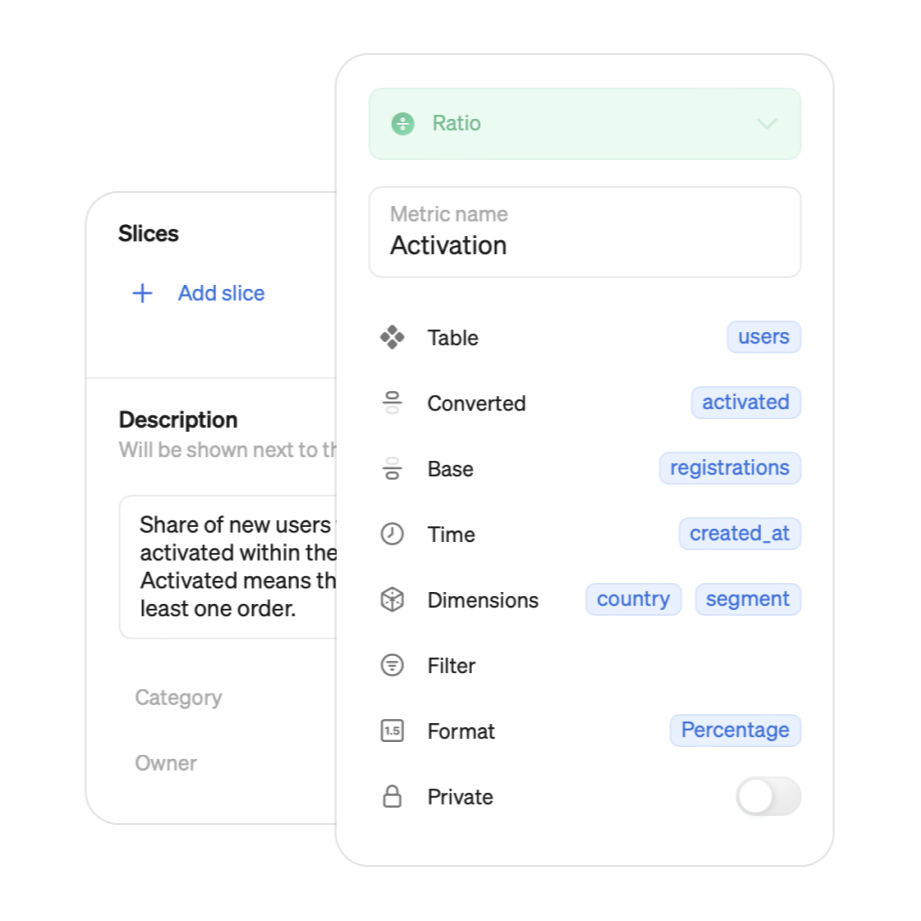 Slices
Add slice
Description
Will be shown next to
Share of new users
activated within the
Activated means
least one order.
Category
Owner
Ratio
Metric name
Activation
Table users
Converted activated
Base registrations
Time created_at
Dimensions country segment
Filter
1.5 Format Percentage
Private